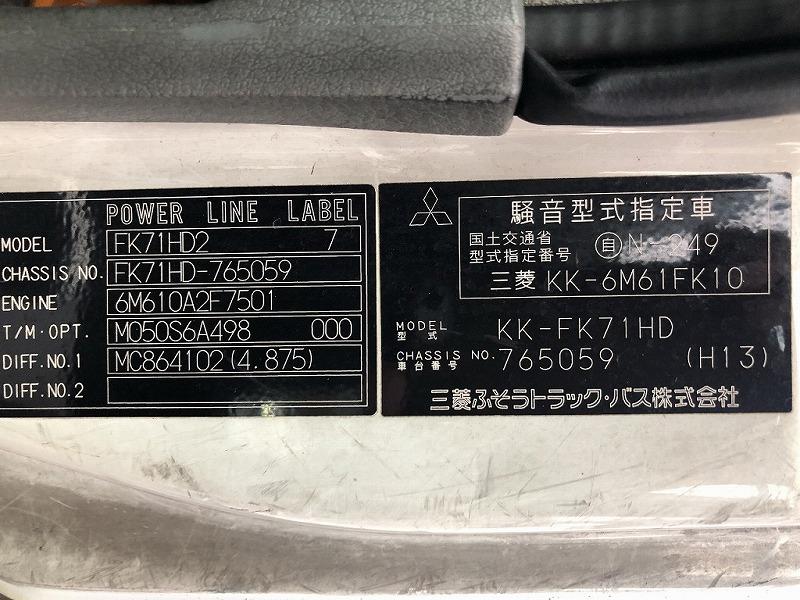 POWER LINE LABEL
MODEL FK71HD2 7
CHASSIS NO. FK71HD-765059
ENGINE 6M610A2F7501
T/M・OPT. M050S6A498 000
DIFF.NO.1 MC864102(4.875)
DIFF.NO.2
騒音型式指定車
国土交通省
型式指定番号 自 N-249
三菱 KK-6M61FK10
MODEL
型式 KK-FK71HD
CHASSIS NO.
車台番号 765059 (H13)
三菱ふそうトラック・バス株式会社